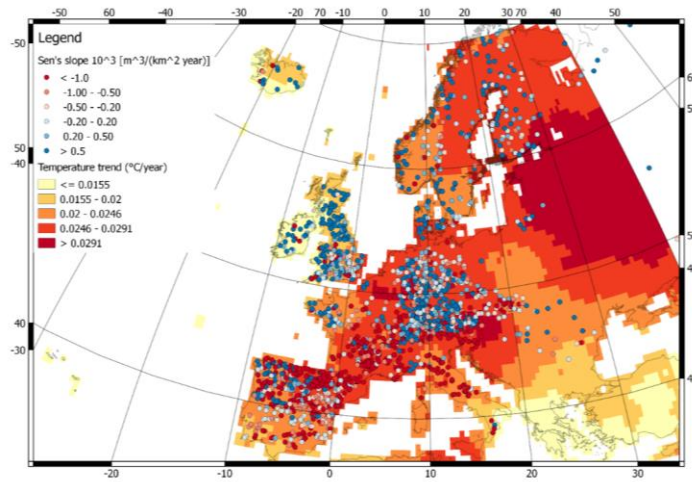 -50 -40 -30 -20 70 -10 0 10 20 30 70 40 50 60
Legend
Sen's slope 10^3 [m^3/(km^2 year)]
< -1.0
-1.00 - -0.50
-0.50 - -0.20
-0.20 - 0.20
0.20 - 0.50
> 0.5
Temperature trend (°C/year)
<= 0.0155
0.0155 - 0.02
0.02 - 0.0246
0.0246 - 0.0291
> 0.0291
-50
50
-40
40
-30
-20 -10 0 10 20 30